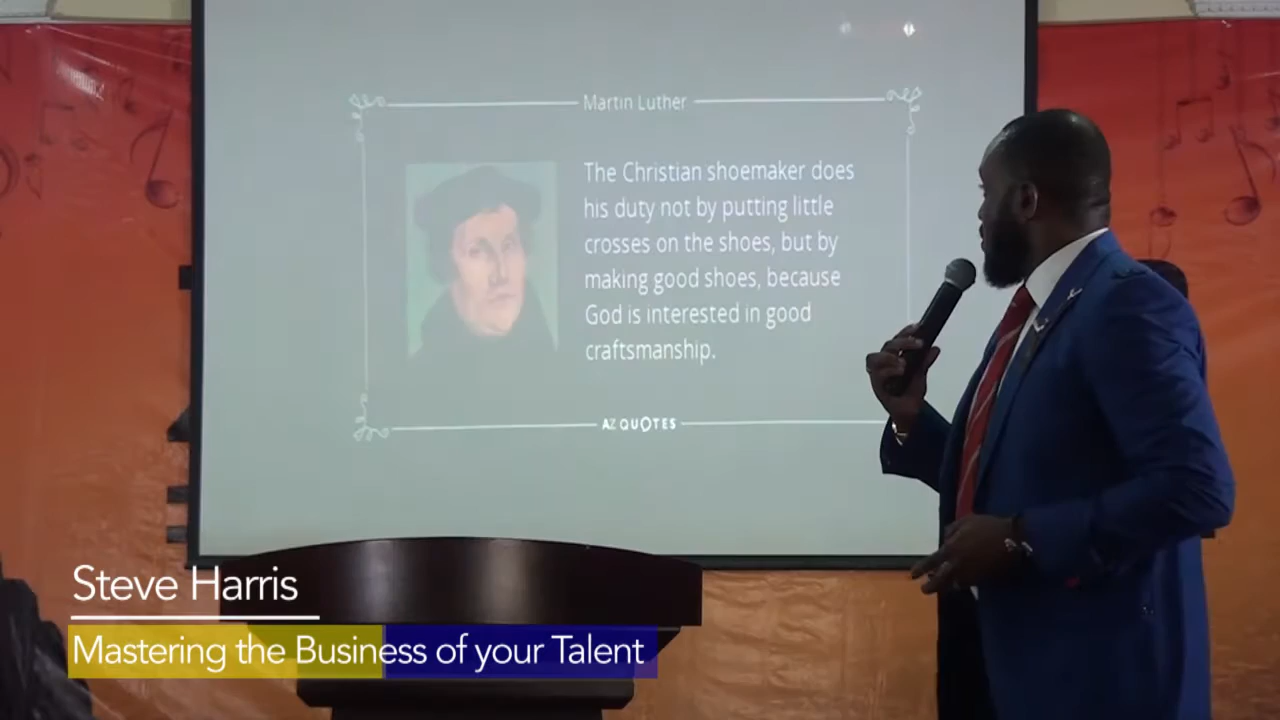 Martin Luther
The Christian shoemaker does
his duty not by putting little
crosses on the shoes, but by
making good shoes, because
God is interested in good
craftsmanship.
AZ QUOTES
Steve Harris
Mastering the Business of your Talent